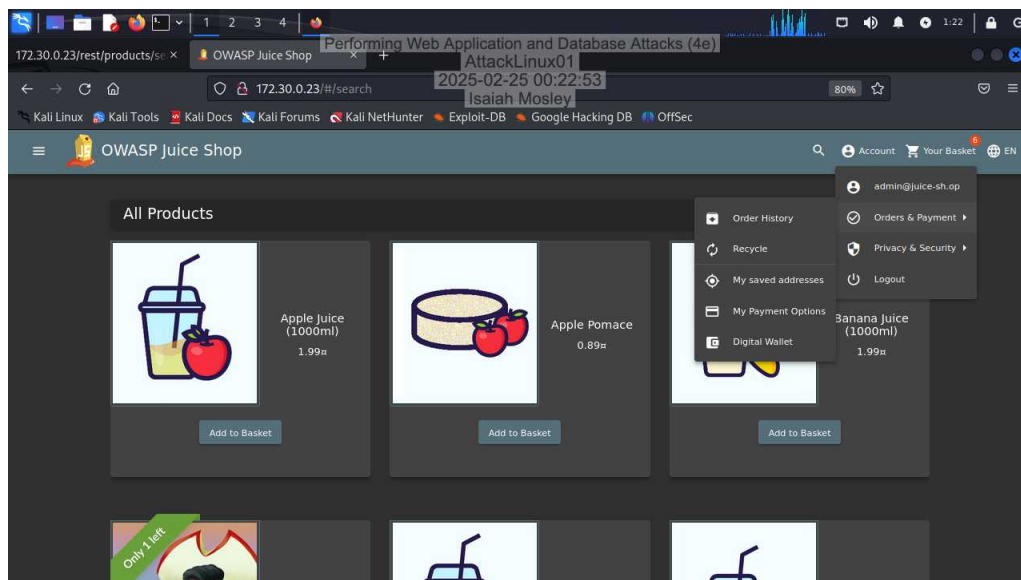 1 2 3 4
1:22
172.30.0.23/rest/products/se
OWASP Juice Shop
Performing Web Application and Database Attacks (4e)
AttackLinux01
2025-02-25 00:22:53
Isaiah Mosley
172.30.0.23/#/search
80%
Kali Linux Kali Tools Kali Docs Kali Forums Kali NetHunter Exploit-DB Google Hacking DB OffSec
OWASP Juice Shop
Account Your Basket 6 EN
admin@juice-sh.op
Orders & Payment
Privacy & Security
Logout
Order History
Recycle
My saved addresses
My Payment Options
Digital Wallet
All Products
Apple Juice
(1000ml)
1.99¤
Add to Basket
Apple Pomace
0.89¤
Add to Basket
Banana Juice
(1000ml)
1.99¤
Add to Basket
Only 1 left